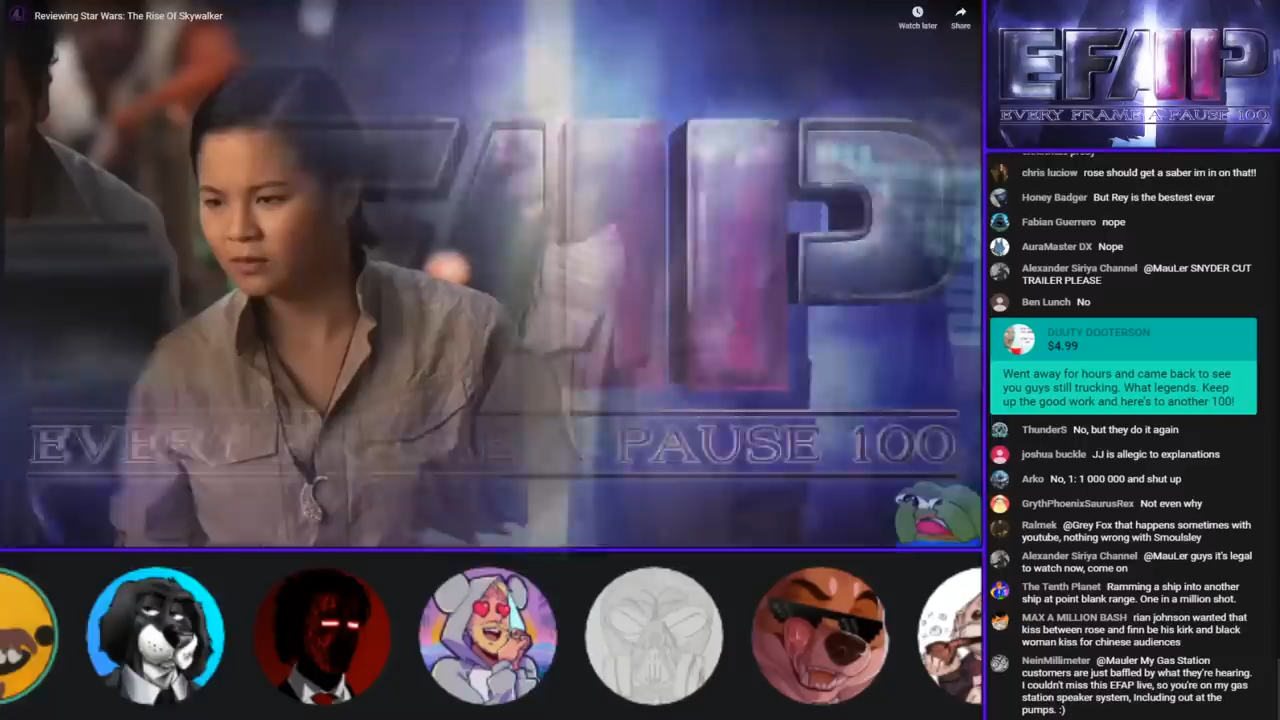 Reviewing Star Wars: The Rise Of Skywalker
Watch later
Share
EFAP
EVERY FRAME A PAUSE 100
PAUSE 100
chris luciow rose should get a saber im in on that!!
Honey Badger But Rey is the bestest evar
Fabian Guerrero nope
AuraMaster DX Nope
Alexander Siriya Channel @MauLer SNYDER CUT
TRAILER PLEASE
Ben Lunch No
DUUTY DOOTERSON
$4.99
Went away for hours and came back to see
you guys still trucking. What legends. Keep
up the good work and here's to another 100!
ThunderS No, but they do it again
joshua buckle JJ is allegic to explanations
Arko No, 1: 1 000 000 and shut up
GrythPhoenixSaurusRex Not even why
Ralmek @Grey Fox that happens sometimes with
youtube, nothing wrong with Smoulsley
Alexander Siriya Channel @MauLer guys it's legal
to watch now, come on
The Tenth Planet Ramming a ship into another
ship at point blank range. One in a million shot.
MAX A MILLION BASH rian johnson wanted that
kiss between rose and finn be his kirk and black
woman kiss for chinese audiences
NeinMillimeter @Mauler My Gas Station
customers are just baffled by what they're hearing.
I couldn't miss this EFAP live, so you're on my gas
station speaker system, Including out at the
pumps. :)